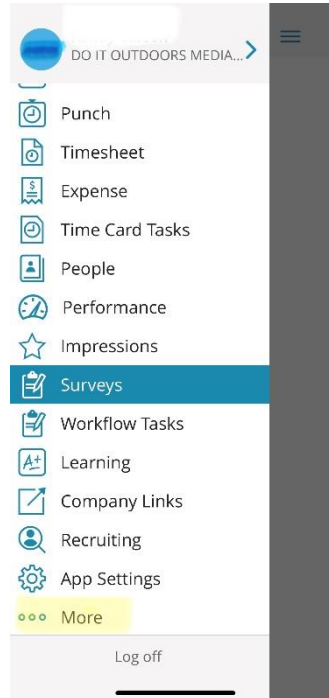 DO IT OUTDOORS MEDIA...
Punch
Timesheet
Expense
Time Card Tasks
People
Performance
Impressions
Surveys
Workflow Tasks
A+ Learning
Company Links
Recruiting
App Settings
More
Log off